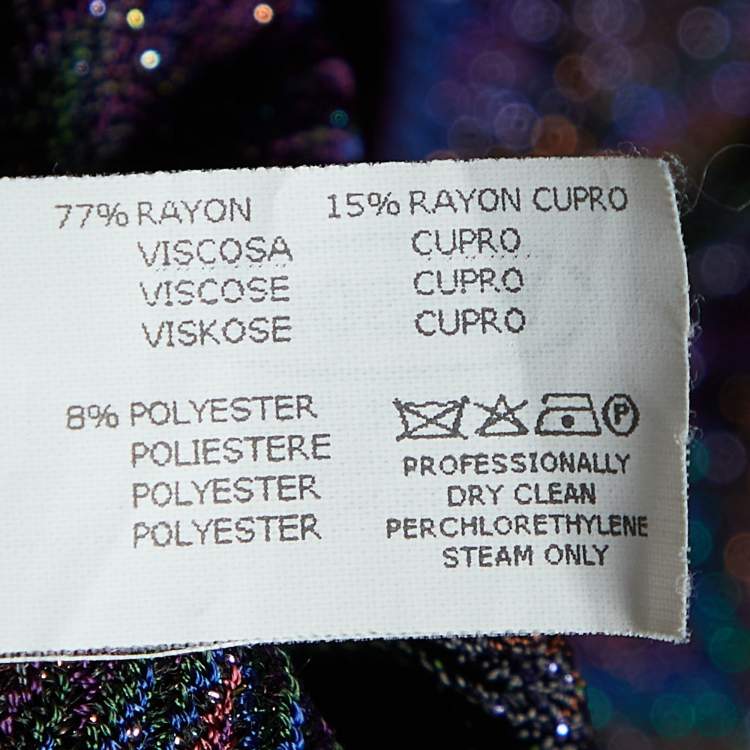 77% RAYON
VISCOSA
VISCOSE
VISKOSE
15% RAYON CUPRO
CUPRO
CUPRO
CUPRO
8% POLYESTER
POLIESTERE
POLYESTER
POLYESTER
P
PROFESSIONALLY
DRY CLEAN
PERCHLORETHYLENE
STEAM ONLY